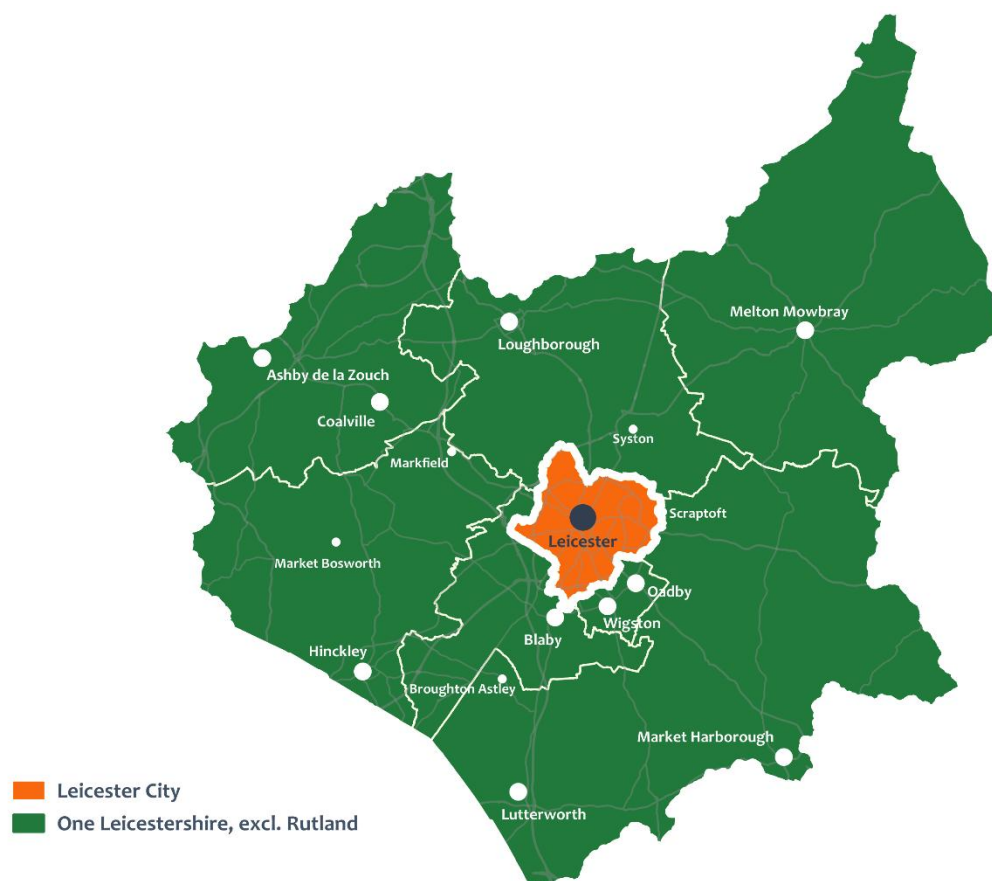 Melton Mowbray
Loughborough
Ashby de la Zouch
Coalville
Syston
Markfield
Scraptoft
Leicester
Market Bosworth
Oadby
Wigston
Blaby
Hinckley
Broughton Astley
Market Harborough
Leicester City
Lutterworth
One Leicestershire, excl. Rutland